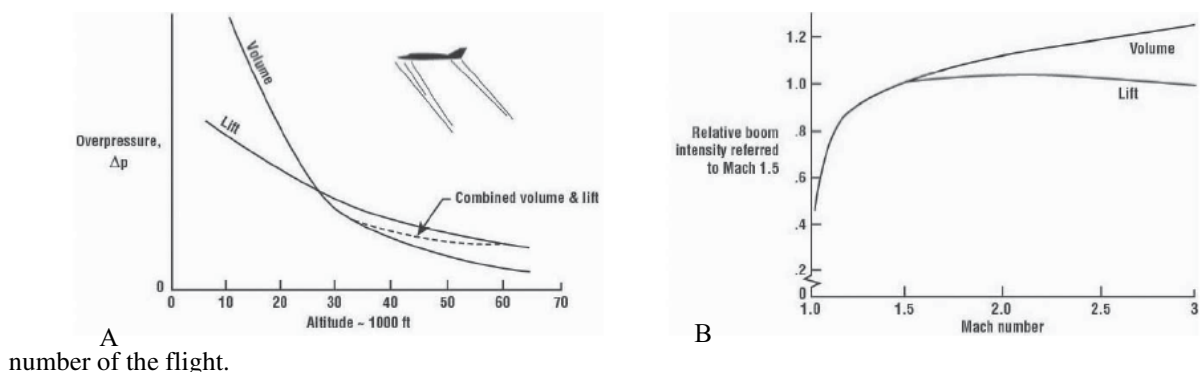 Volume
Lift
Overpressure,
Δp
Combined volume & lift
0
0 10 20 30 40 50 60 70
Altitude ~ 1000 ft
A
1.2
1.0
.8
.6
.4
.2
0
Relative boom
intensity referred
to Mach 1.5
Volume
Lift
1.0 1.5 2.0 2.5 3
Mach number
B
number of the flight.